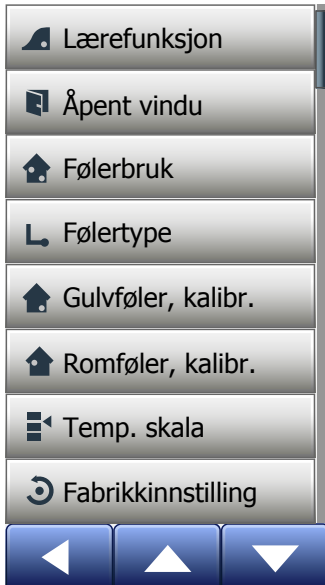 Lærefunksjon
Åpent vindu
Følerbruk
Følertype
Gulvføler, kalibr.
Romføler, kalibr.
Temp. skala
Fabrikkinnstilling